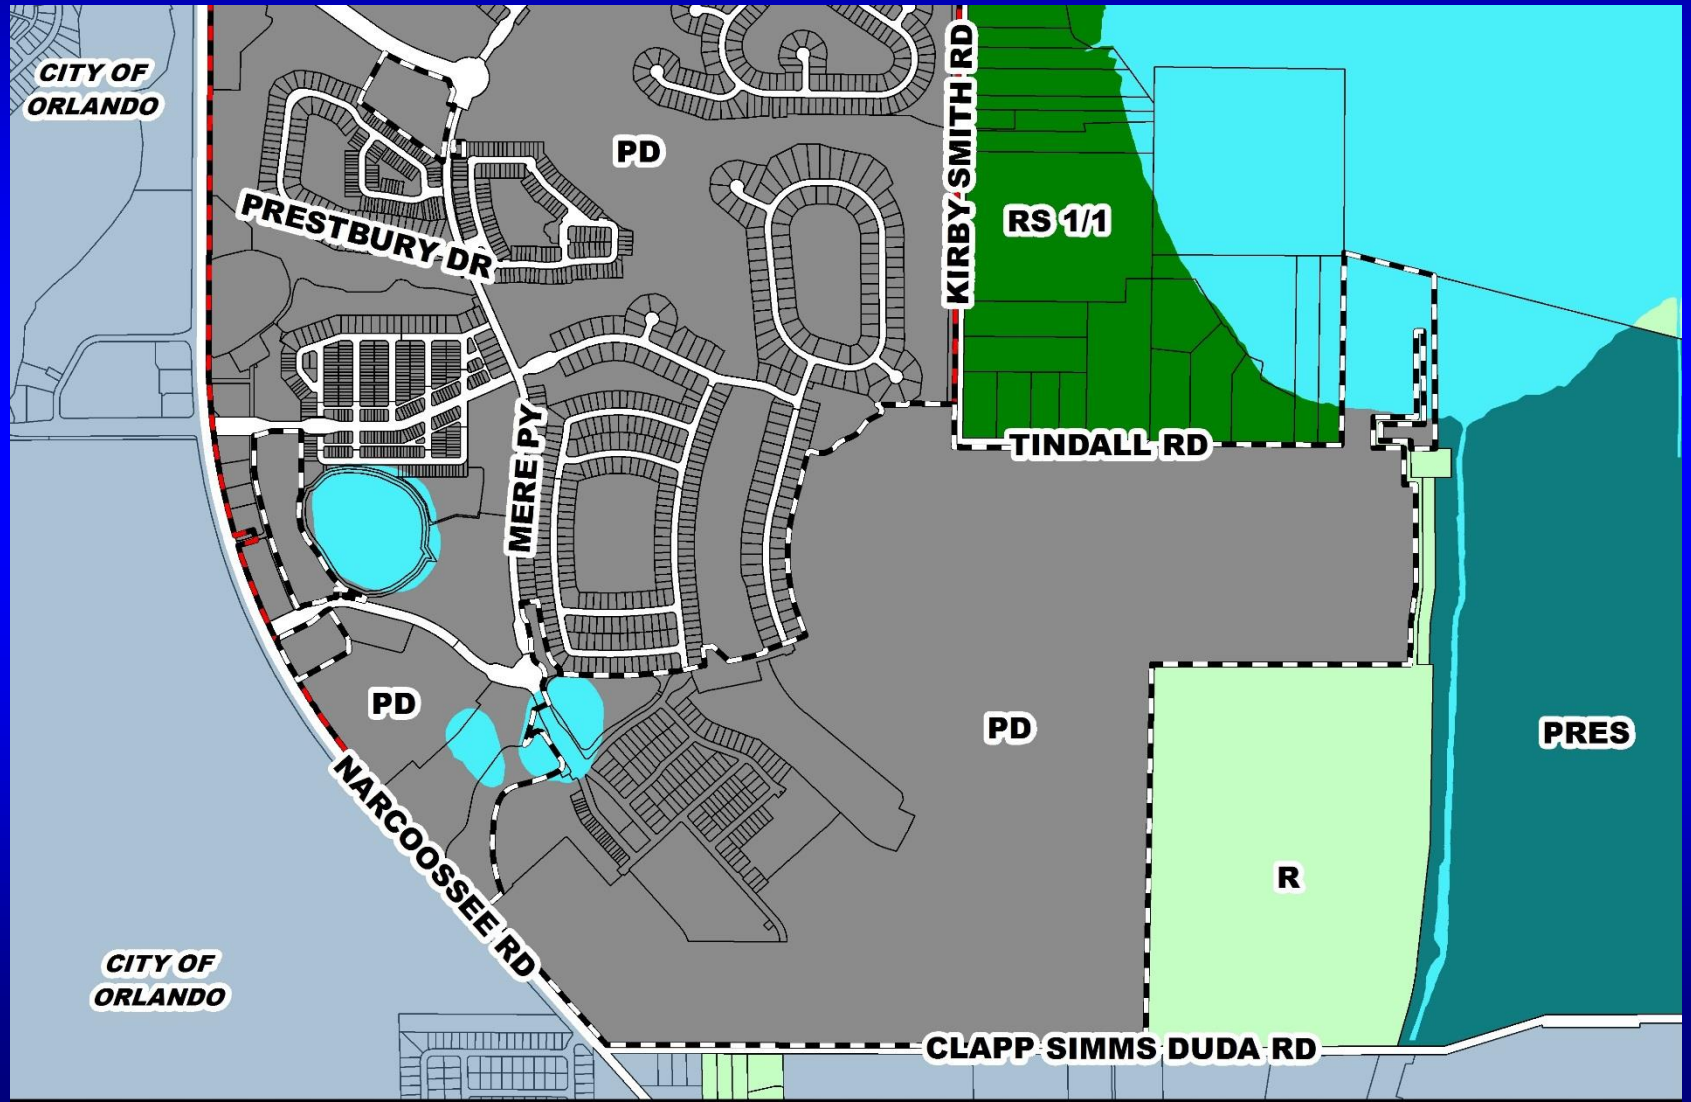 CITY OF
ORLANDO
KIRBY-SMITH RD
PD
RS 1/1
PRESTBURY DR
MERE PY
TINDALL RD
PD
PD
PRES
NARCOOSSEE RD
R
CITY OF
ORLANDO
CLAPP SIMMS DUDA RD